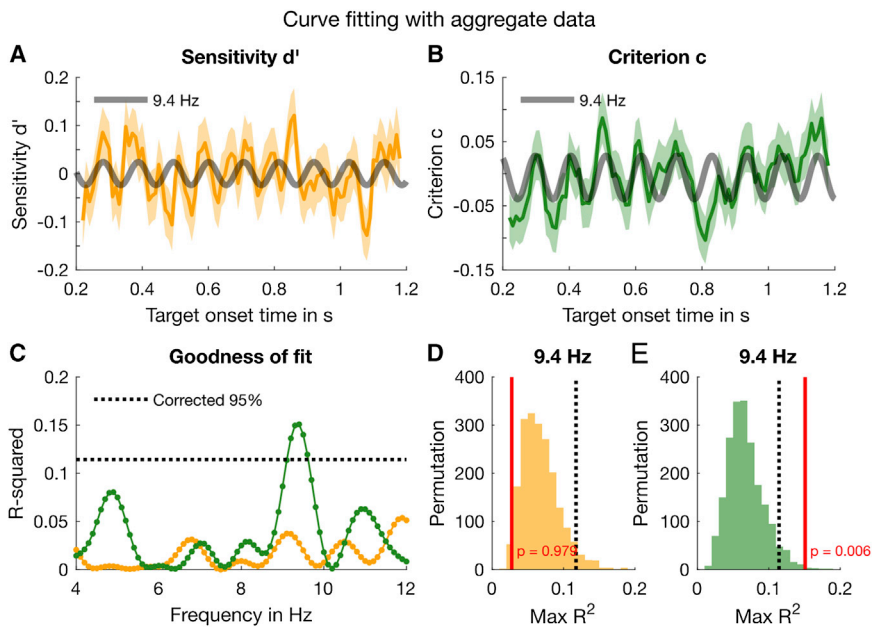 Curve fitting with aggregate data
A
Sensitivity d'
0.2
0.1
0
-0.1
-0.2
9.4 Hz
Sensitivity d'
0.2
0.4
0.6
0.8
1
1.2
Target onset time in s
B
Criterion c
0.15
0.05
-0.05
-0.15
9.4 Hz
Criterion c
0.2
0.4
0.6
0.8
1
1.2
Target onset time in s
C
Goodness of fit
0.2
0.15
0.1
0.05
0
Corrected 95%
R-squared
4
6
8
10
12
Frequency in Hz
D
9.4 Hz
400
300
200
100
0
Permutation
p = 0.979
0
0.1
0.2
Max R²
E
9.4 Hz
400
300
200
100
0
Permutation
p = 0.006
0
0.1
0.2
Max R²